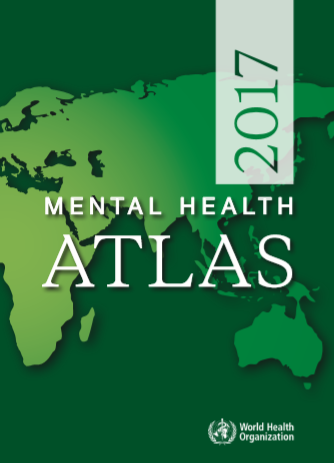 2017
MENTAL HEALTH
ATLAS
World Health
Organization